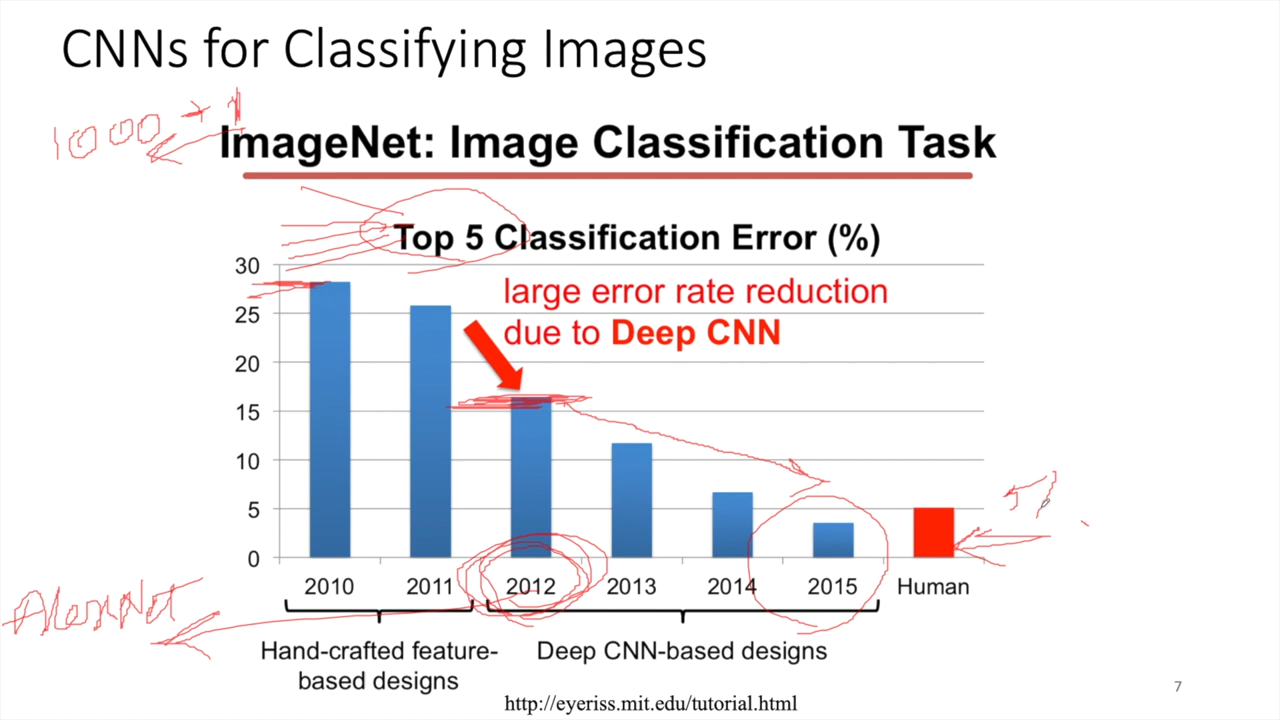 CNNs for Classifying Images
1000 + 1
ImageNet: Image Classification Task
Top 5 Classification Error (%)
30
large error rate reduction
25
due to Deep CNN
20
15
10
5
0
5%
2010 2011 2012 2013 2014 2015 Human
AlexNet
Hand-crafted feature-
based designs
Deep CNN-based designs
http://eyeriss.mit.edu/tutorial.html
7